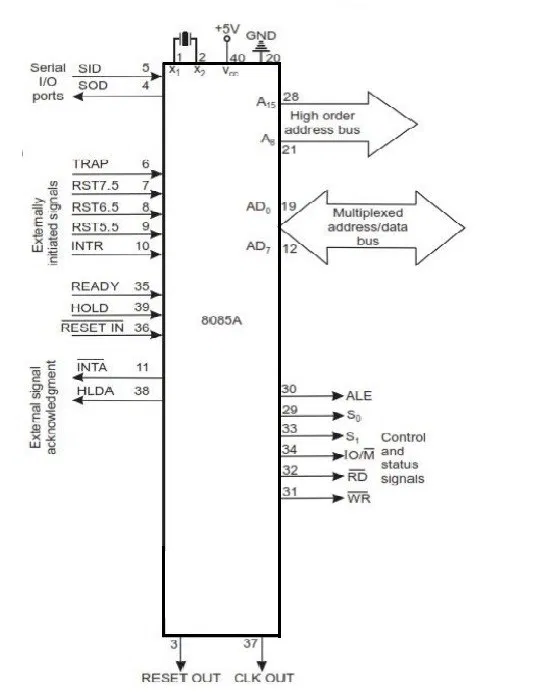 +5V
GND
1
2
40
20
X1
X2
Vcc
Serial
I/O
ports
SID
5
SOD
4
A15
28
High order
address bus
A8
21
Externally
initiated signals
TRAP
6
RST7.5
7
RST6.5
8
RST5.5
9
INTR
10
AD0
19
Multiplexed
address/data
bus
AD7
12
READY
35
HOLD
39
RESET IN
36
8085A
External signal
acknowledgment
INTA
11
HLDA
38
30
ALE
29
S0
33
S1
34
IO/M
32
RD
31
WR
Control
and
status
signals
3
37
RESET OUT
CLK OUT